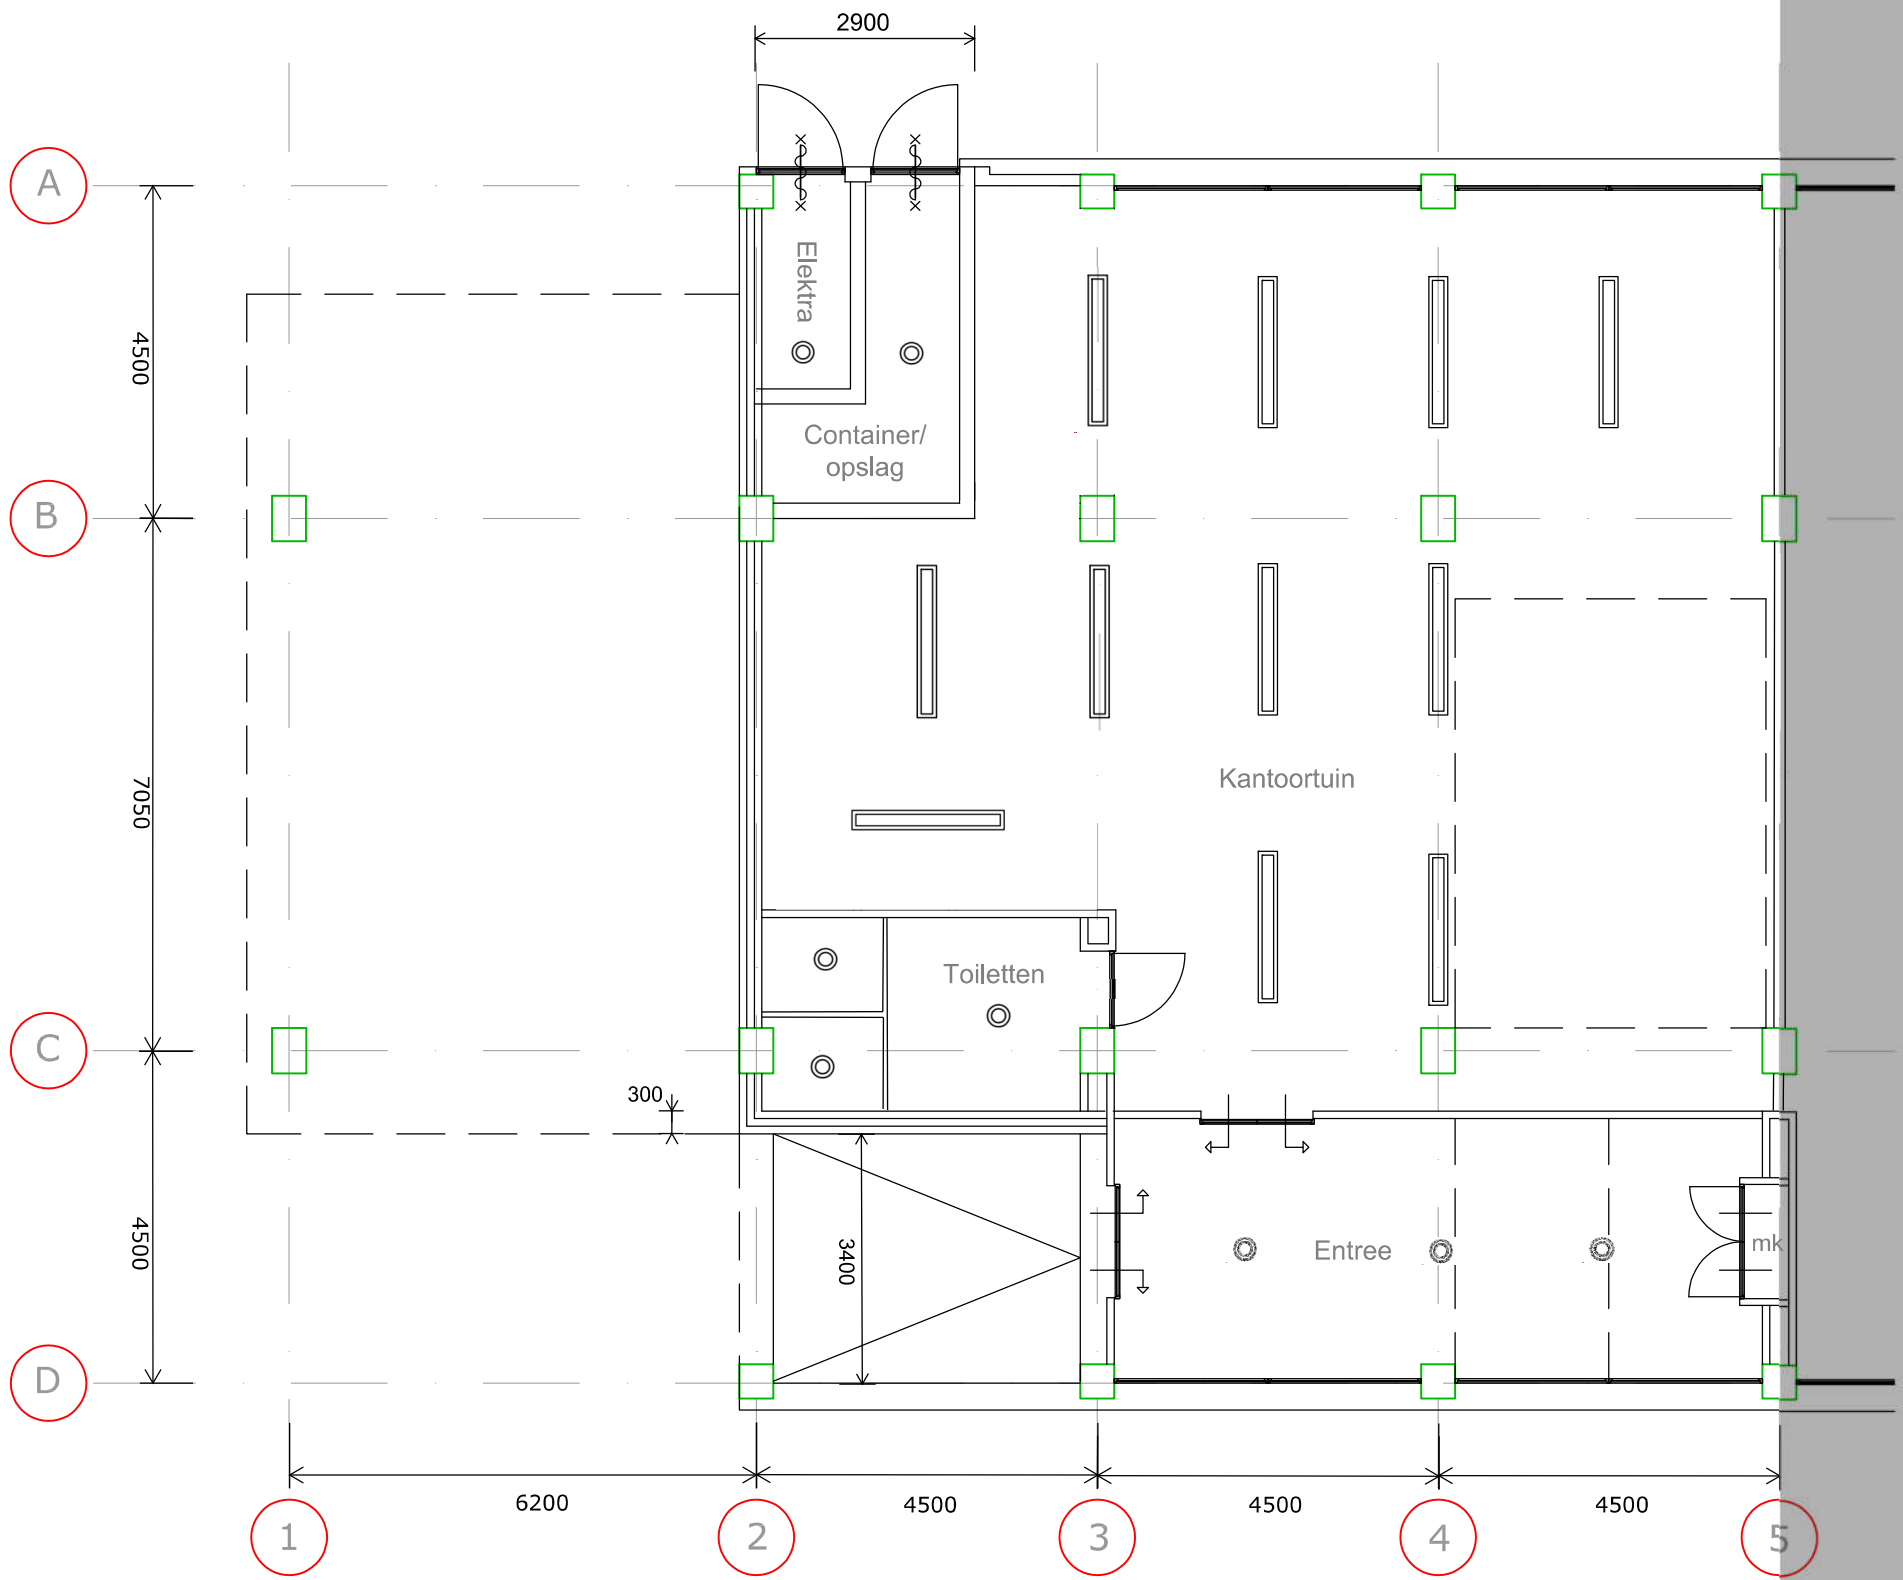 2900
A
Elektra
4500
Container/
opslag
B
7050
Kantoortuin
Toiletten
C
300
4500
3400
Entree
mk
D
6200
4500
4500
4500
1
2
3
4
5